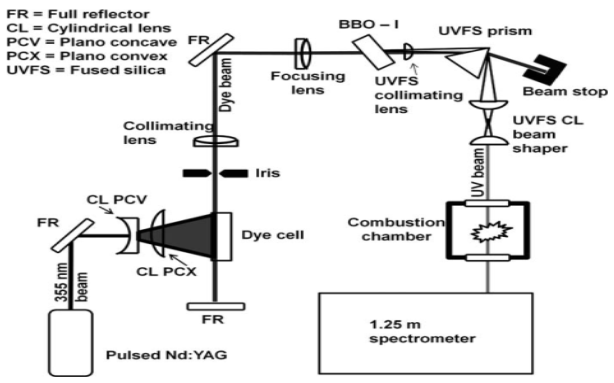 FR = Full reflector
CL = Cylindrical lens
PCV = Plano concave
PCX = Plano convex
UVFS = Fused silica
FR
Dye beam
Focusing
lens
BBO – I
UVFS
collimating
lens
UVFS prism
Beam stop
UVFS CL
beam
shaper
UV beam
Collimating
lens
Iris
CL PCV
FR
CL PCX
Dye cell
FR
355 nm
beam
Pulsed Nd:YAG
Combustion
chamber
1.25 m
spectrometer